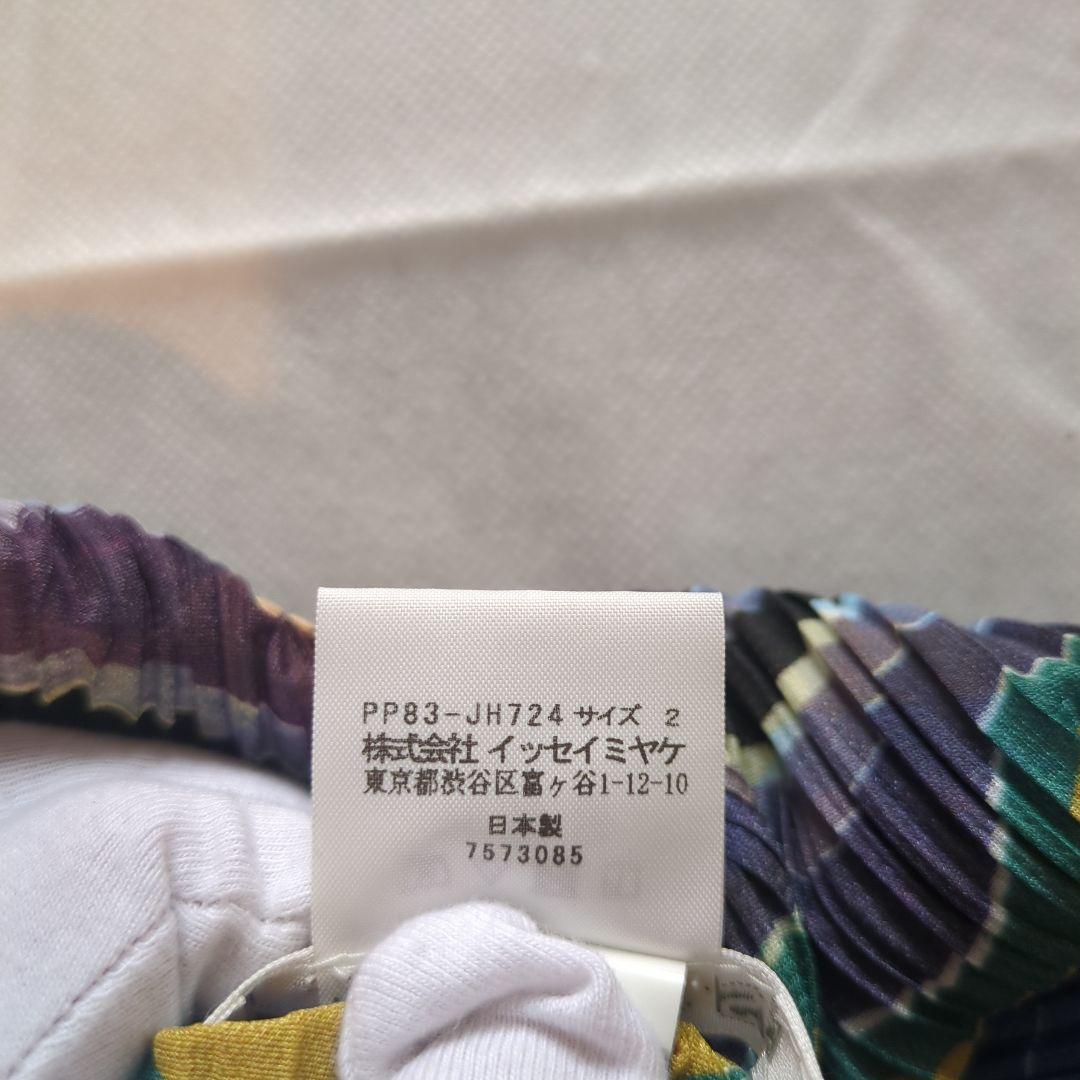 PP83-JH724 サイズ 2
株式会社 イッセイミヤケ
東京都渋谷区富ヶ谷1-12-10
日本製
7573085